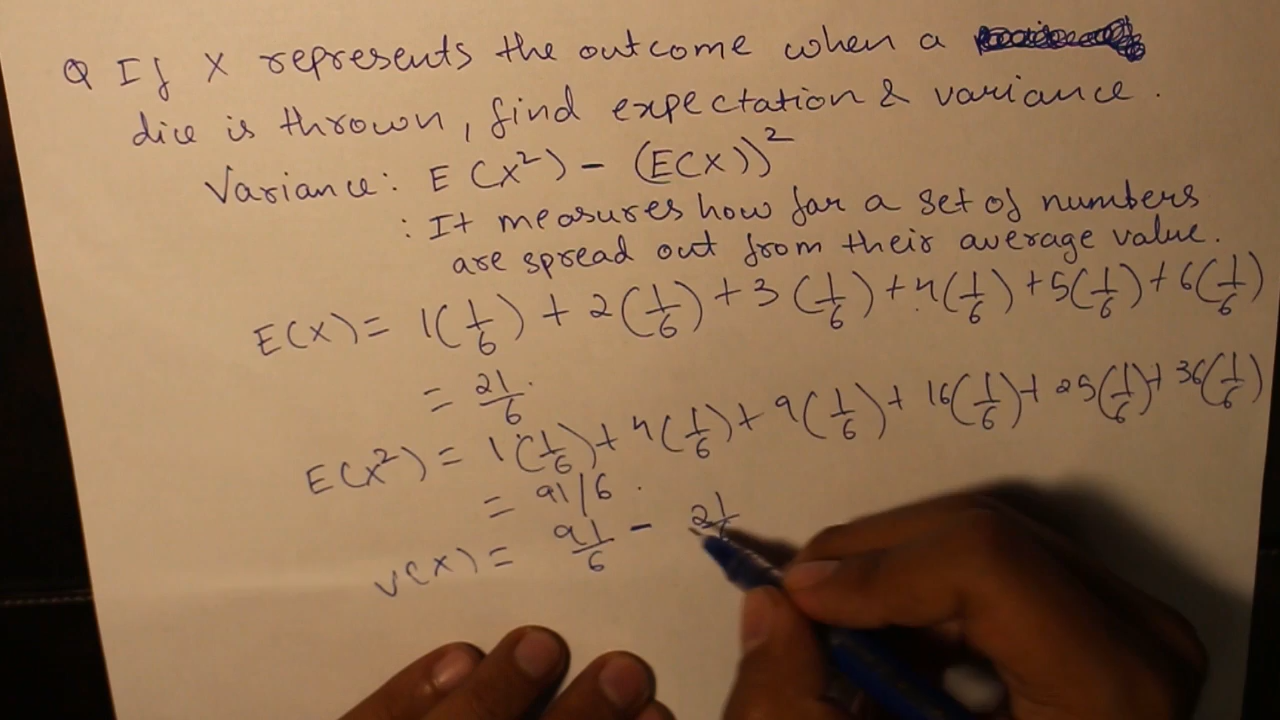 Q If X represents the outcome when a
dice is thrown, find expectation & variance.
Variance: E(X²) - (E(X))²
: It measures how far a set of numbers
are spread out from their average value.
E(X) = 1(1/6) + 2(1/6) + 3(1/6) + 4(1/6) + 5(1/6) + 6(1/6)
= 21/6.
E(X²) = 1(1/6) + 4(1/6) + 9(1/6) + 16(1/6) + 25(1/6) + 36(1/6)
= 91/6.
V(X) = 91/6 - 21/